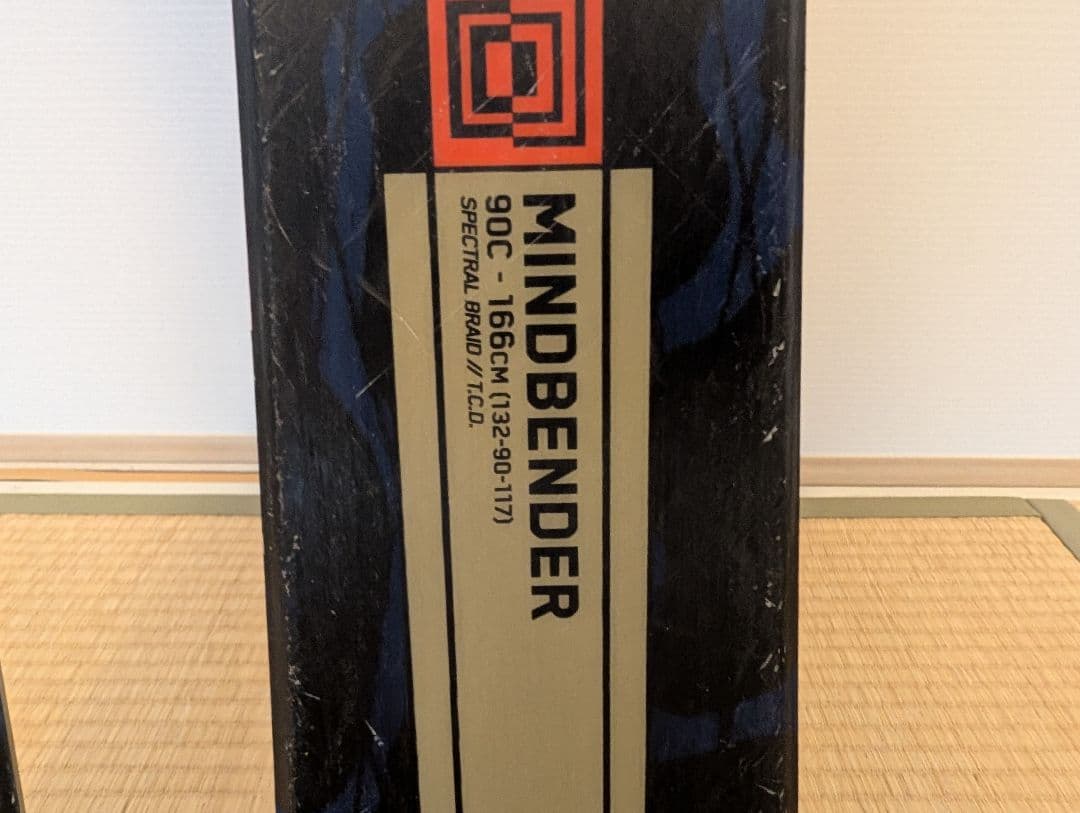 MINDBENDER
90C - 166CM (132-90-117)
SPECTRAL BRAID // T.C.D.